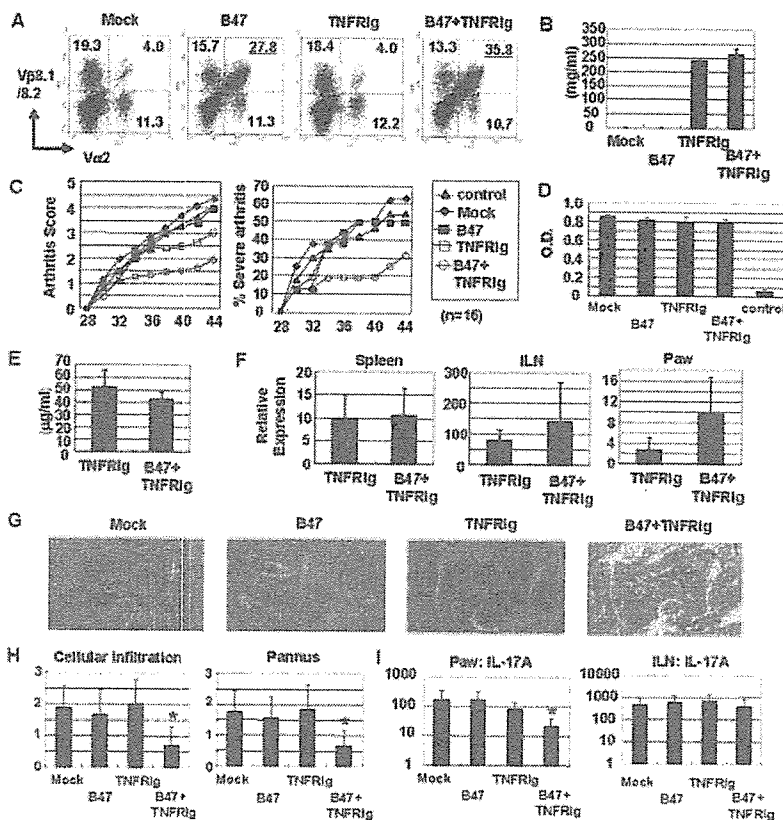 A Mock B47 TNFRIg B47+TNFRIg
19.3 4.0 15.7 27.8 18.4 4.0 13.3 35.8
Vβ8.1
/8.2
11.3 11.3 12.2 10.7
Vα2
B
(mg/ml)
350
300
250
200
150
100
50
0
Mock TNFRIg
B47 B47+
TNFRIg
C
Arthritis Score
5
4
3
2
1
0
28 32 36 40 44
% Severe arthritis
70
60
50
40
30
20
10
0
28 32 36 40 44
control
Mock
B47
TNFRIg
B47+
TNFRIg
(n=16)
D
O.D.
1.0
0.8
0.6
0.4
0.2
0
Mock TNFRIg control
B47 B47+
TNFRIg
E
(μg/ml)
70
60
50
40
30
20
10
0
TNFRIg B47+
TNFRIg
F
Relative
Expression
Spleen
20
15
10
5
0
TNFRIg B47+
TNFRIg
ILN
300
200
100
0
TNFRIg B47+
TNFRIg
Paw
16
12
8
4
0
TNFRIg B47+
TNFRIg
G Mock B47 TNFRIg B47+TNFRIg
H
Cellular Infiltration
3
2
1
0
*
Mock TNFRIg
B47 B47+
TNFRIg
Pannus
3
2
1
0
*
Mock TNFRIg
B47 B47+
TNFRIg
I
Paw: IL-17A
1000
100
10
1
*
Mock TNFRIg
B47 B47+
TNFRIg
ILN: IL-17A
10000
1000
100
10
1
Mock TNFRIg
B47 B47+
TNFRIg